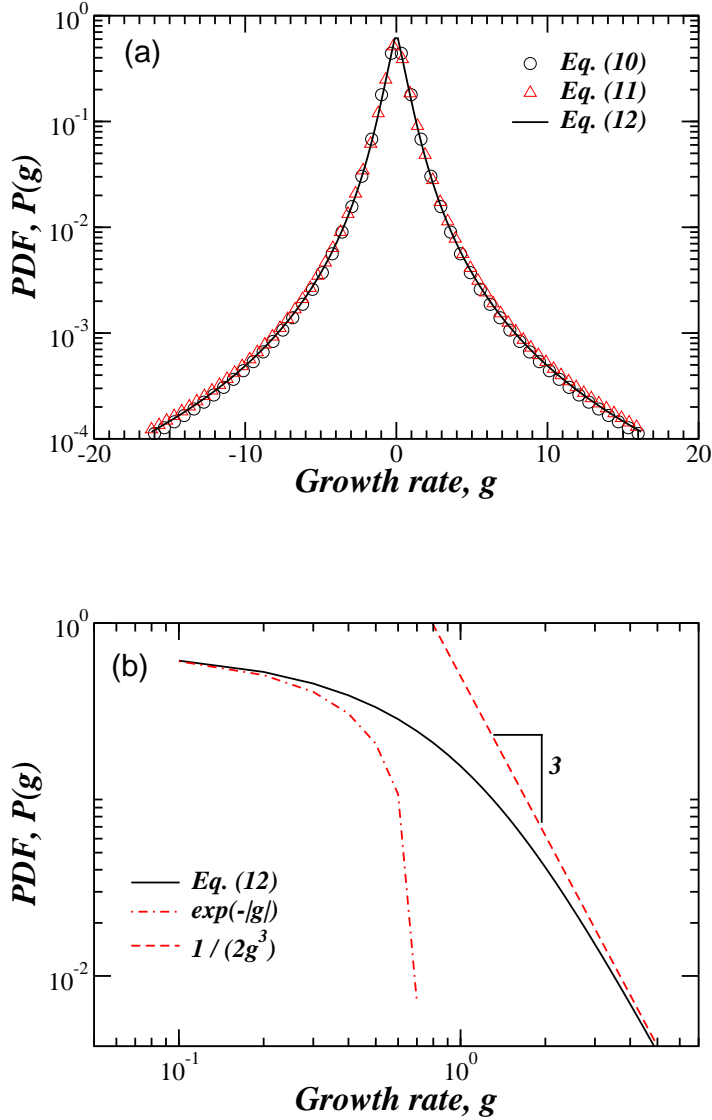 10^0
(a)
Eq. (10)
Eq. (11)
Eq. (12)
10^-1
10^-2
10^-3
10^-4
PDF, P(g)
-20 -10 0 10 20
Growth rate, g
10^0
(b)
3
PDF, P(g)
Eq. (12)
exp(-|g|)
1 / (2g^3)
10^-2
10^-1 10^0
Growth rate, g